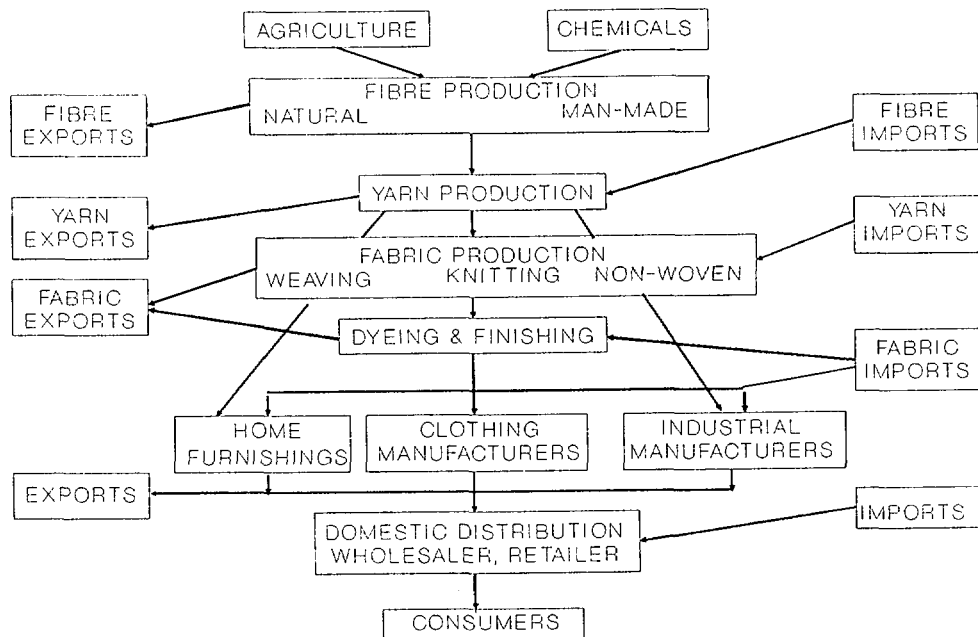 AGRICULTURE
CHEMICALS
FIBRE PRODUCTION
NATURAL MAN-MADE
FIBRE
EXPORTS
FIBRE
IMPORTS
YARN PRODUCTION
YARN
EXPORTS
YARN
IMPORTS
FABRIC PRODUCTION
WEAVING KNITTING NON-WOVEN
FABRIC
EXPORTS
DYEING & FINISHING
FABRIC
IMPORTS
HOME
FURNISHINGS
CLOTHING
MANUFACTURERS
INDUSTRIAL
MANUFACTURERS
EXPORTS
IMPORTS
DOMESTIC DISTRIBUTION
WHOLESALER, RETAILER
CONSUMERS